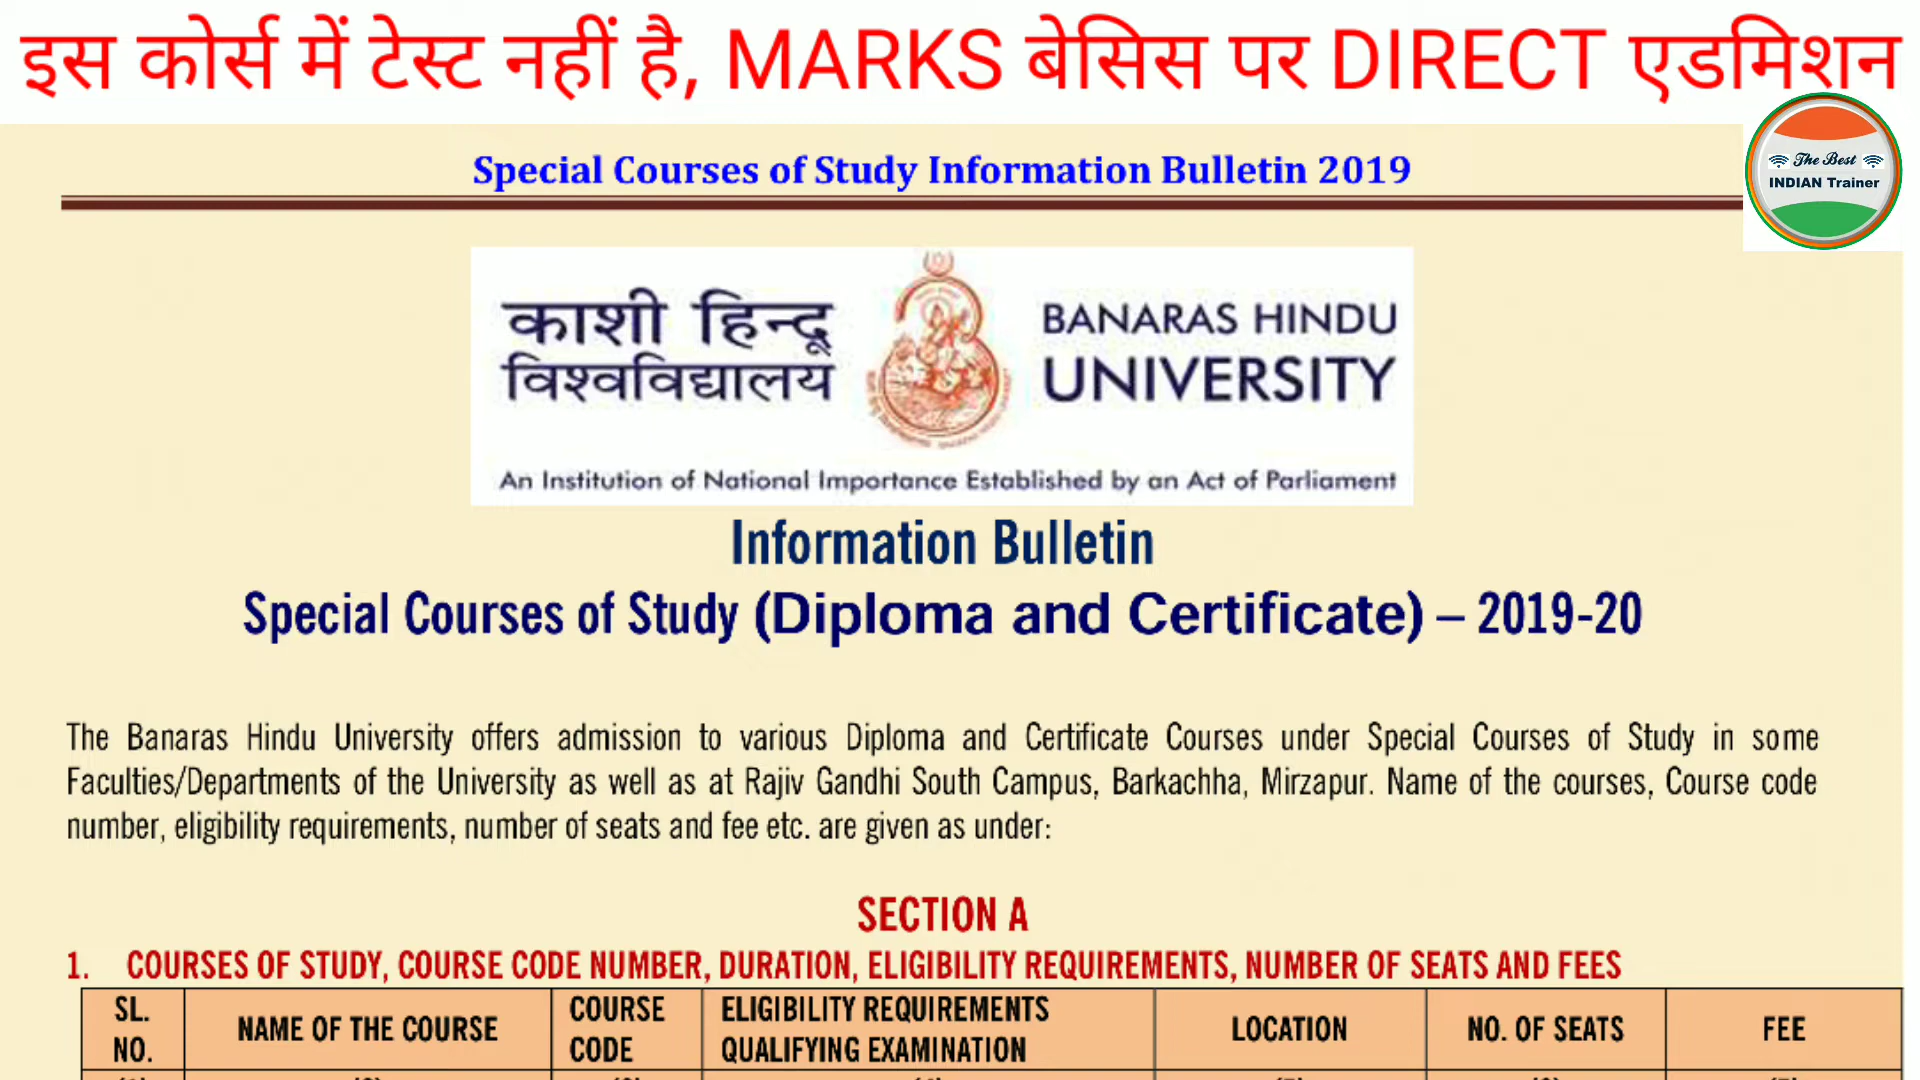 इस कोर्स में टेस्ट नहीं है, MARKS बेसिस पर DIRECT एडमिशन
The Best
INDIAN Trainer
Special Courses of Study Information Bulletin 2019
काशी हिन्दू
विश्वविद्यालय
BANARAS HINDU
UNIVERSITY
An Institution of National Importance Established by an Act of Parliament
Information Bulletin
Special Courses of Study (Diploma and Certificate) – 2019-20
The Banaras Hindu University offers admission to various Diploma and Certificate Courses under Special Courses of Study in some
Faculties/Departments of the University as well as at Rajiv Gandhi South Campus, Barkachha, Mirzapur. Name of the courses, Course code
number, eligibility requirements, number of seats and fee etc. are given as under:
SECTION A
1. COURSES OF STUDY, COURSE CODE NUMBER, DURATION, ELIGIBILITY REQUIREMENTS, NUMBER OF SEATS AND FEES
SL.
NO.
NAME OF THE COURSE
COURSE
CODE
ELIGIBILITY REQUIREMENTS
QUALIFYING EXAMINATION
LOCATION
NO. OF SEATS
FEE